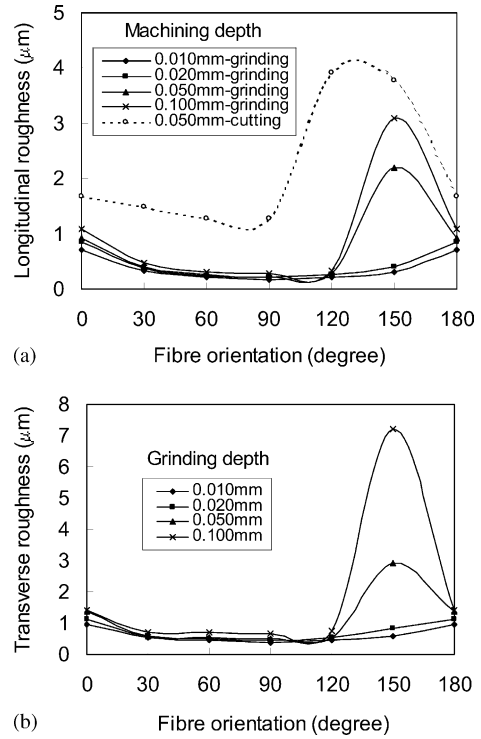 Machining depth
0.010mm-grinding
0.020mm-grinding
0.050mm-grinding
0.100mm-grinding
0.050mm-cutting
Longitudinal roughness (μm)
5
4
3
2
1
0
0 30 60 90 120 150 180
Fibre orientation (degree)
(a)
Grinding depth
0.010mm
0.020mm
0.050mm
0.100mm
Transverse roughness (μm)
8
7
6
5
4
3
2
1
0
0 30 60 90 120 150 180
Fibre orientation (degree)
(b)